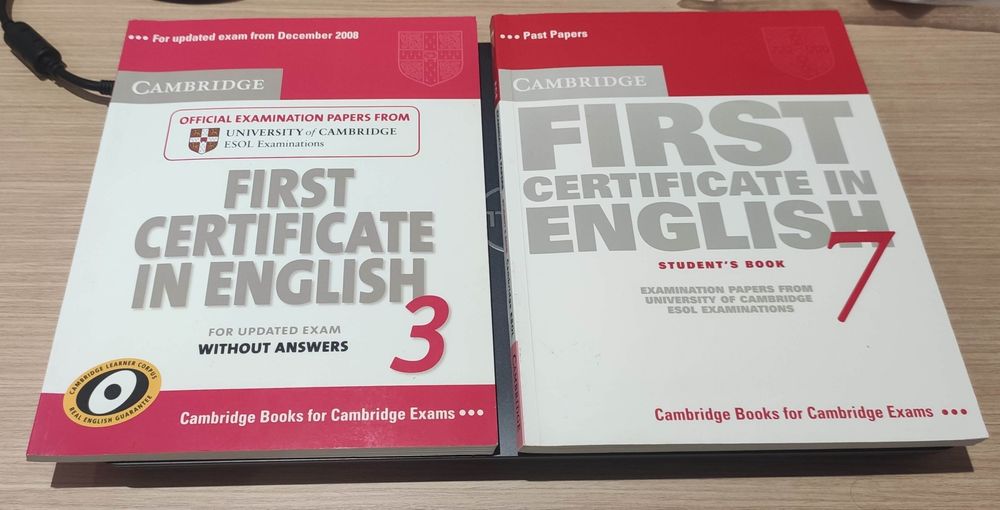 ••• For updated exam from December 2008
CAMBRIDGE
OFFICIAL EXAMINATION PAPERS FROM
UNIVERSITY of CAMBRIDGE
ESOL Examinations
FIRST
CERTIFICATE
IN ENGLISH
3
FOR UPDATED EXAM
WITHOUT ANSWERS
CAMBRIDGE LEARNER CORPUS
REAL ENGLISH GUARANTEE
Cambridge Books for Cambridge Exams •••
••• Past Papers
CAMBRIDGE
FIRST
CERTIFICATE IN
ENGLISH
7
STUDENT'S BOOK
EXAMINATION PAPERS FROM
UNIVERSITY OF CAMBRIDGE
ESOL EXAMINATIONS
Cambridge Books for Cambridge Exams •••